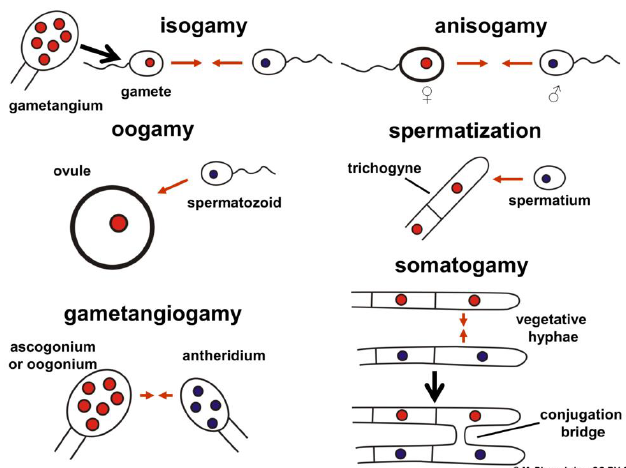 isogamy
anisogamy
gametangium
gamete
♀
♂
oogamy
ovule
spermatozoid
spermatization
trichogyne
spermatium
gametangiogamy
ascogonium
or oogonium
antheridium
somatogamy
vegetative
hyphae
conjugation
bridge